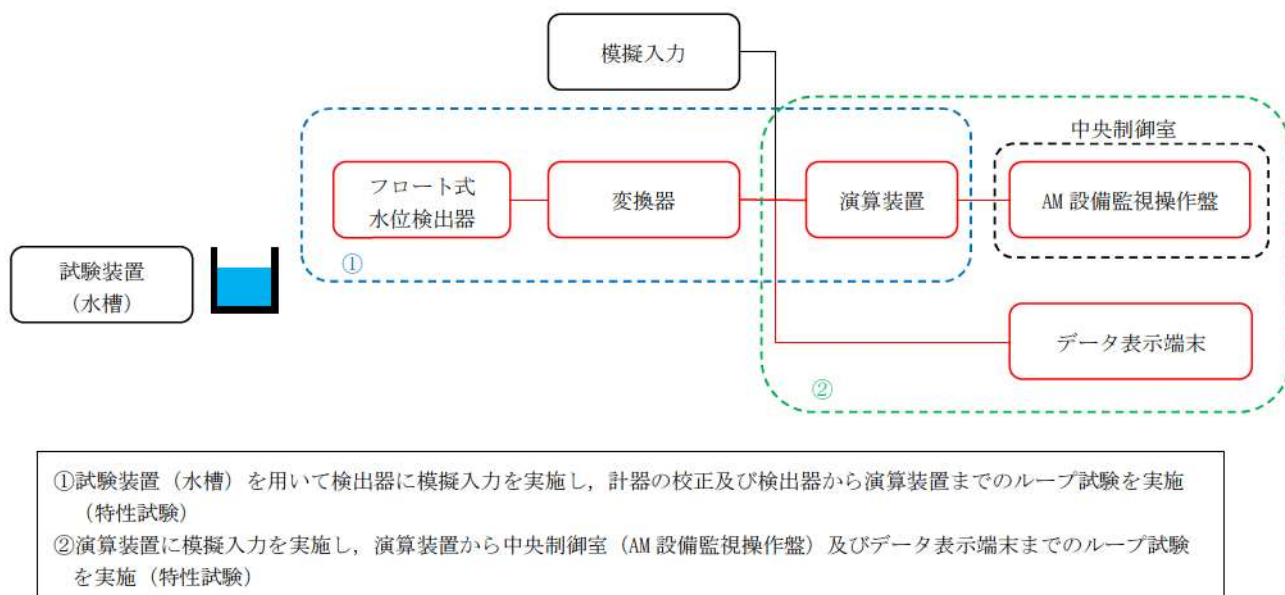 模擬入力
中央制御室
フロート式
水位検出器
変換器
演算装置
AM 設備監視操作盤
①
試験装置
（水槽）
データ表示端末
②
①試験装置（水槽）を用いて検出器に模擬入力を実施し，計器の校正及び検出器から演算装置までのループ試験を実施
（特性試験）
②演算装置に模擬入力を実施し，演算装置から中央制御室（AM 設備監視操作盤）及びデータ表示端末までのループ試験
を実施（特性試験）